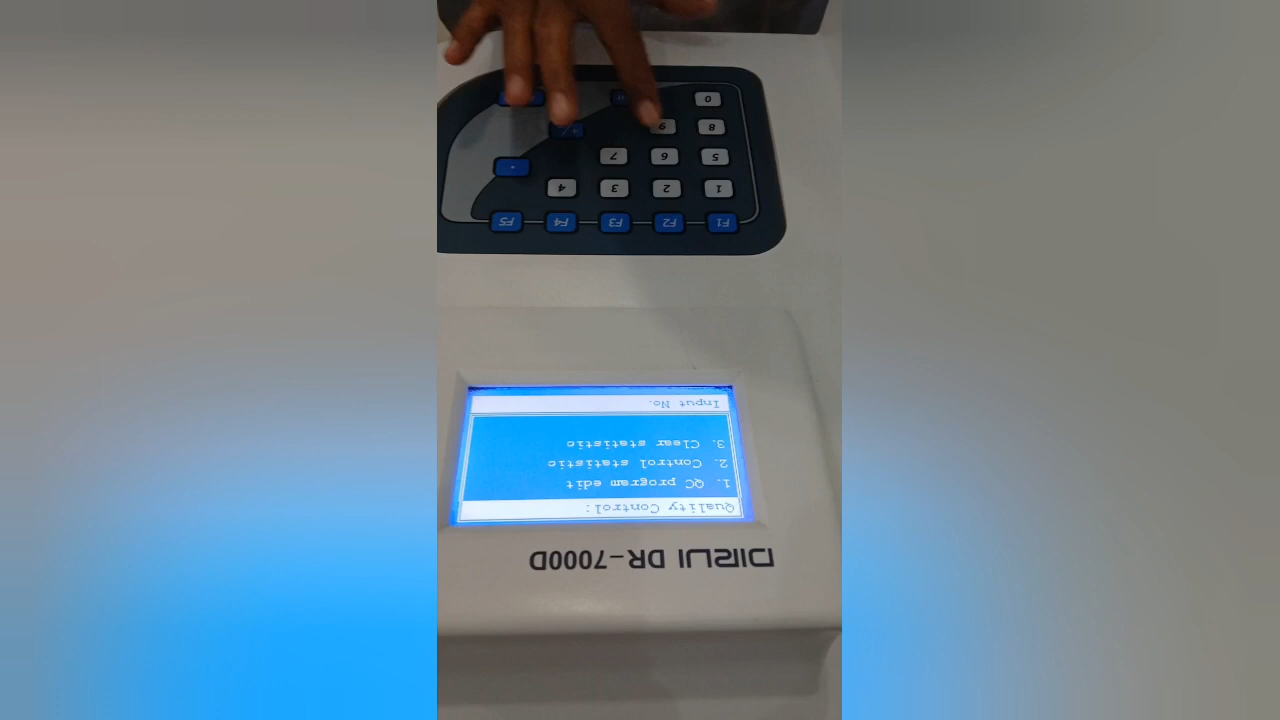 DIRUI DR-7000D
Quality Control:
1. QC program edit
2. Control statistic
3. Clear statistic
Input No.
F1 F2 F3 F4 F5
1 2 3 4
5 6 7
8 9
0